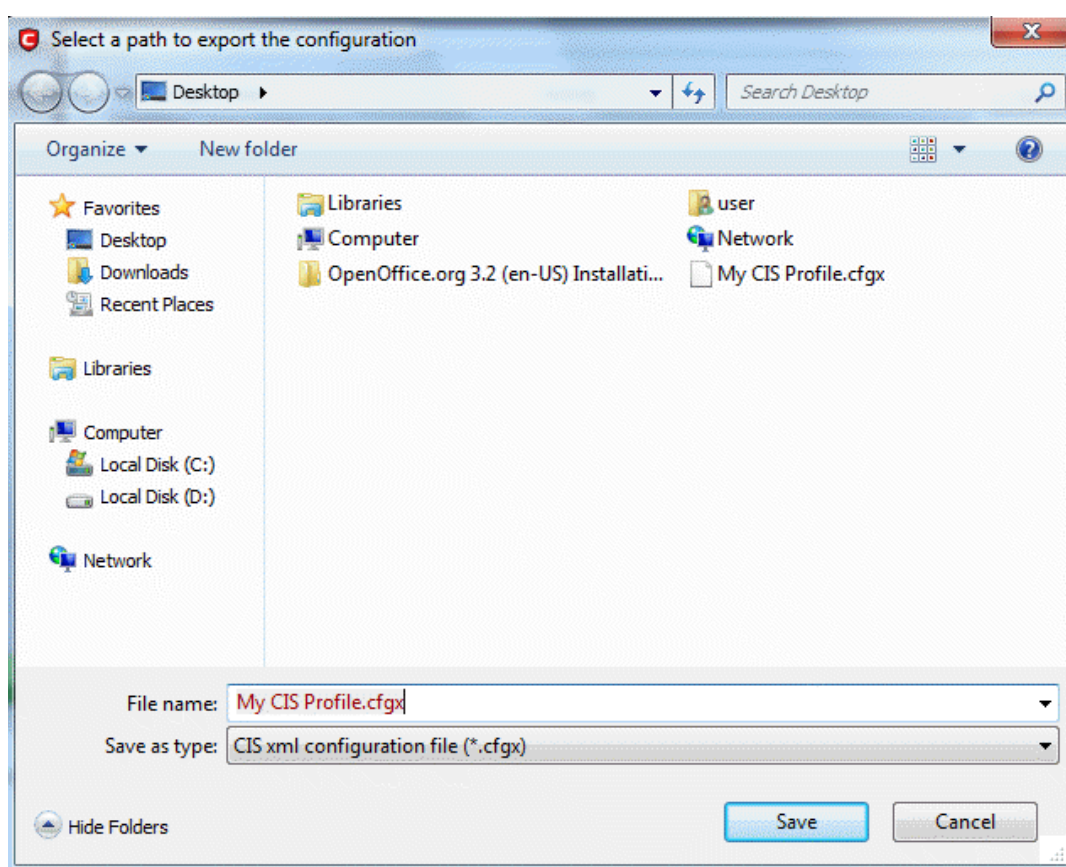 Select a path to export the configuration
Desktop
Search Desktop
Organize New folder
Favorites
Desktop
Downloads
Recent Places
Libraries
Computer
Local Disk (C:)
Local Disk (D:)
Network
Libraries user
Computer Network
OpenOffice.org 3.2 (en-US) Installati... My CIS Profile.cfgx
File name: My CIS Profile.cfgx
Save as type: CIS xml configuration file (*.cfgx)
Hide Folders Save Cancel